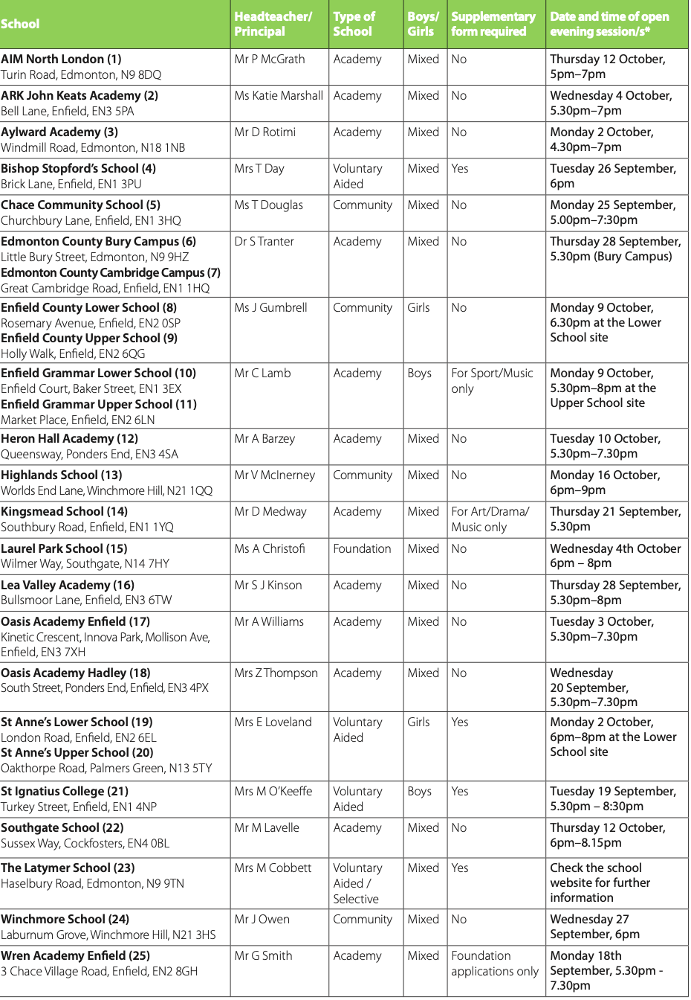 School
Headteacher/
Principal
Type of
School
Boys/
Girls
Supplementary
form required
Date and time of open
evening session/s*
AIM North London (1)
Turin Road, Edmonton, N9 8DQ
Mr P McGrath
Academy
Mixed
No
Thursday 12 October,
5pm–7pm
ARK John Keats Academy (2)
Bell Lane, Enfield, EN3 5PA
Ms Katie Marshall
Academy
Mixed
No
Wednesday 4 October,
5.30pm–7pm
Aylward Academy (3)
Windmill Road, Edmonton, N18 1NB
Mr D Rotimi
Academy
Mixed
No
Monday 2 October,
4.30pm–7pm
Bishop Stopford's School (4)
Brick Lane, Enfield, EN1 3PU
Mrs T Day
Voluntary
Aided
Mixed
Yes
Tuesday 26 September,
6pm
Chace Community School (5)
Churchbury Lane, Enfield, EN1 3HQ
Ms T Douglas
Community
Mixed
No
Monday 25 September,
5.00pm–7:30pm
Edmonton County Bury Campus (6)
Little Bury Street, Edmonton, N9 9HZ
Edmonton County Cambridge Campus (7)
Great Cambridge Road, Enfield, EN1 1HQ
Dr S Tranter
Academy
Mixed
No
Thursday 28 September,
5.30pm (Bury Campus)
Enfield County Lower School (8)
Rosemary Avenue, Enfield, EN2 0SP
Enfield County Upper School (9)
Holly Walk, Enfield, EN2 6QG
Ms J Gumbrell
Community
Girls
No
Monday 9 October,
6.30pm at the Lower
School site
Enfield Grammar Lower School (10)
Enfield Court, Baker Street, EN1 3EX
Enfield Grammar Upper School (11)
Market Place, Enfield, EN2 6LN
Mr C Lamb
Academy
Boys
For Sport/Music
only
Monday 9 October,
5.30pm–8pm at the
Upper School site
Heron Hall Academy (12)
Queensway, Ponders End, EN3 4SA
Mr A Barzey
Academy
Mixed
No
Tuesday 10 October,
5.30pm–7.30pm
Highlands School (13)
Worlds End Lane, Winchmore Hill, N21 1QQ
Mr V McInerney
Community
Mixed
No
Monday 16 October,
6pm–9pm
Kingsmead School (14)
Southbury Road, Enfield, EN1 1YQ
Mr D Medway
Academy
Mixed
For Art/Drama/
Music only
Thursday 21 September,
5.30pm
Laurel Park School (15)
Wilmer Way, Southgate, N14 7HY
Ms A Christofi
Foundation
Mixed
No
Wednesday 4th October
6pm – 8pm
Lea Valley Academy (16)
Bullsmoor Lane, Enfield, EN3 6TW
Mr S J Kinson
Academy
Mixed
No
Thursday 28 September,
5.30pm–8pm
Oasis Academy Enfield (17)
Kinetic Crescent, Innova Park, Mollison Ave,
Enfield, EN3 7XH
Mr A Williams
Academy
Mixed
No
Tuesday 3 October,
5.30pm–7.30pm
Oasis Academy Hadley (18)
South Street, Ponders End, Enfield, EN3 4PX
Mrs Z Thompson
Academy
Mixed
No
Wednesday
20 September,
5.30pm–7.30pm
St Anne's Lower School (19)
London Road, Enfield, EN2 6EL
St Anne's Upper School (20)
Oakthorpe Road, Palmers Green, N13 5TY
Mrs E Loveland
Voluntary
Aided
Girls
Yes
Monday 2 October,
6pm–8pm at the Lower
School site
St Ignatius College (21)
Turkey Street, Enfield, EN1 4NP
Mrs M O'Keeffe
Voluntary
Aided
Boys
Yes
Tuesday 19 September,
5.30pm – 8:30pm
Southgate School (22)
Sussex Way, Cockfosters, EN4 0BL
Mr M Lavelle
Academy
Mixed
No
Thursday 12 October,
6pm–8.15pm
The Latymer School (23)
Haselbury Road, Edmonton, N9 9TN
Mrs M Cobbett
Voluntary
Aided /
Selective
Mixed
Yes
Check the school
website for further
information
Winchmore School (24)
Laburnum Grove, Winchmore Hill, N21 3HS
Mr J Owen
Community
Mixed
No
Wednesday 27
September, 6pm
Wren Academy Enfield (25)
3 Chace Village Road, Enfield, EN2 8GH
Mr G Smith
Academy
Mixed
Foundation
applications only
Monday 18th
September, 5.30pm -
7.30pm